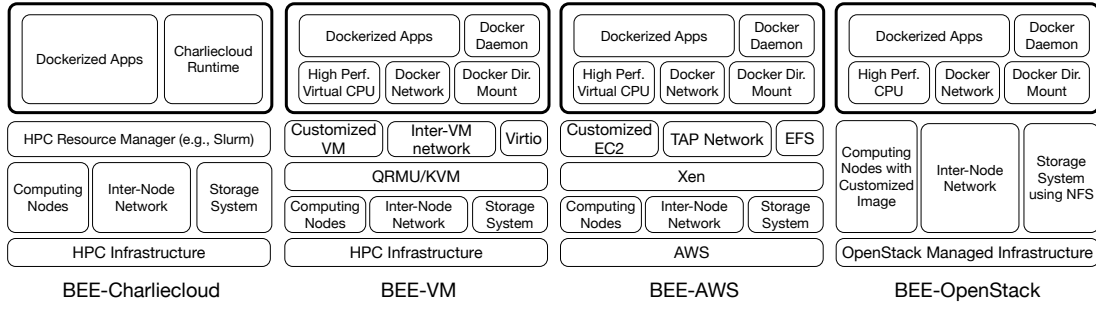 Dockerized Apps
Charliecloud
Runtime
HPC Resource Manager (e.g., Slurm)
Computing
Nodes
Inter-Node
Network
Storage
System
HPC Infrastructure
BEE-Charliecloud
Dockerized Apps
Docker
Daemon
High Perf.
Virtual CPU
Docker
Network
Docker Dir.
Mount
Customized
VM
Inter-VM
network
Virtio
QRMU/KVM
Computing
Nodes
Inter-Node
Network
Storage
System
HPC Infrastructure
BEE-VM
Dockerized Apps
Docker
Daemon
High Perf.
Virtual CPU
Docker
Network
Docker Dir.
Mount
Customized
EC2
TAP Network
EFS
Xen
Computing
Nodes
Inter-Node
Network
Storage
System
AWS
BEE-AWS
Dockerized Apps
Docker
Daemon
High Perf.
CPU
Docker
Network
Docker Dir.
Mount
Computing
Nodes with
Customized
Image
Inter-Node
Network
Storage
System
using NFS
OpenStack Managed Infrastructure
BEE-OpenStack